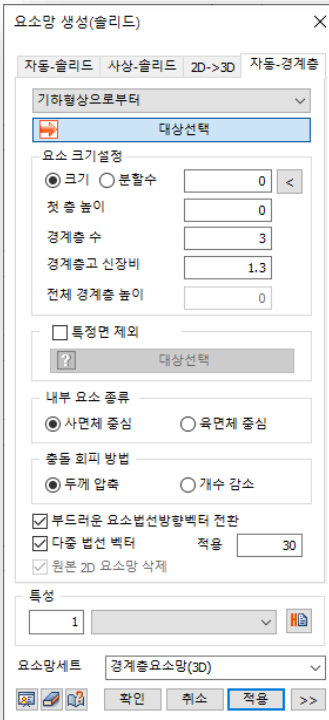 요소망 생성(솔리드)
자동-솔리드 사상-솔리드 2D->3D 자동-경계층
기하형상으로부터
대상선택
요소 크기설정
크기 분할수 0 <
첫 층 높이 0
경계층 수 3
경계층고 신장비 1.3
전체 경계층 높이 0
특정면 제외
? 대상선택
내부 요소 종류
사면체 중심 육면체 중심
충돌 회피 방법
두께 압축 개수 감소
부드러운 요소법선방향벡터 전환
다중 법선 벡터 적용 30
원본 2D 요소망 삭제
특성
1
요소망세트 경계층요소망(3D)
확인 취소 적용 >>